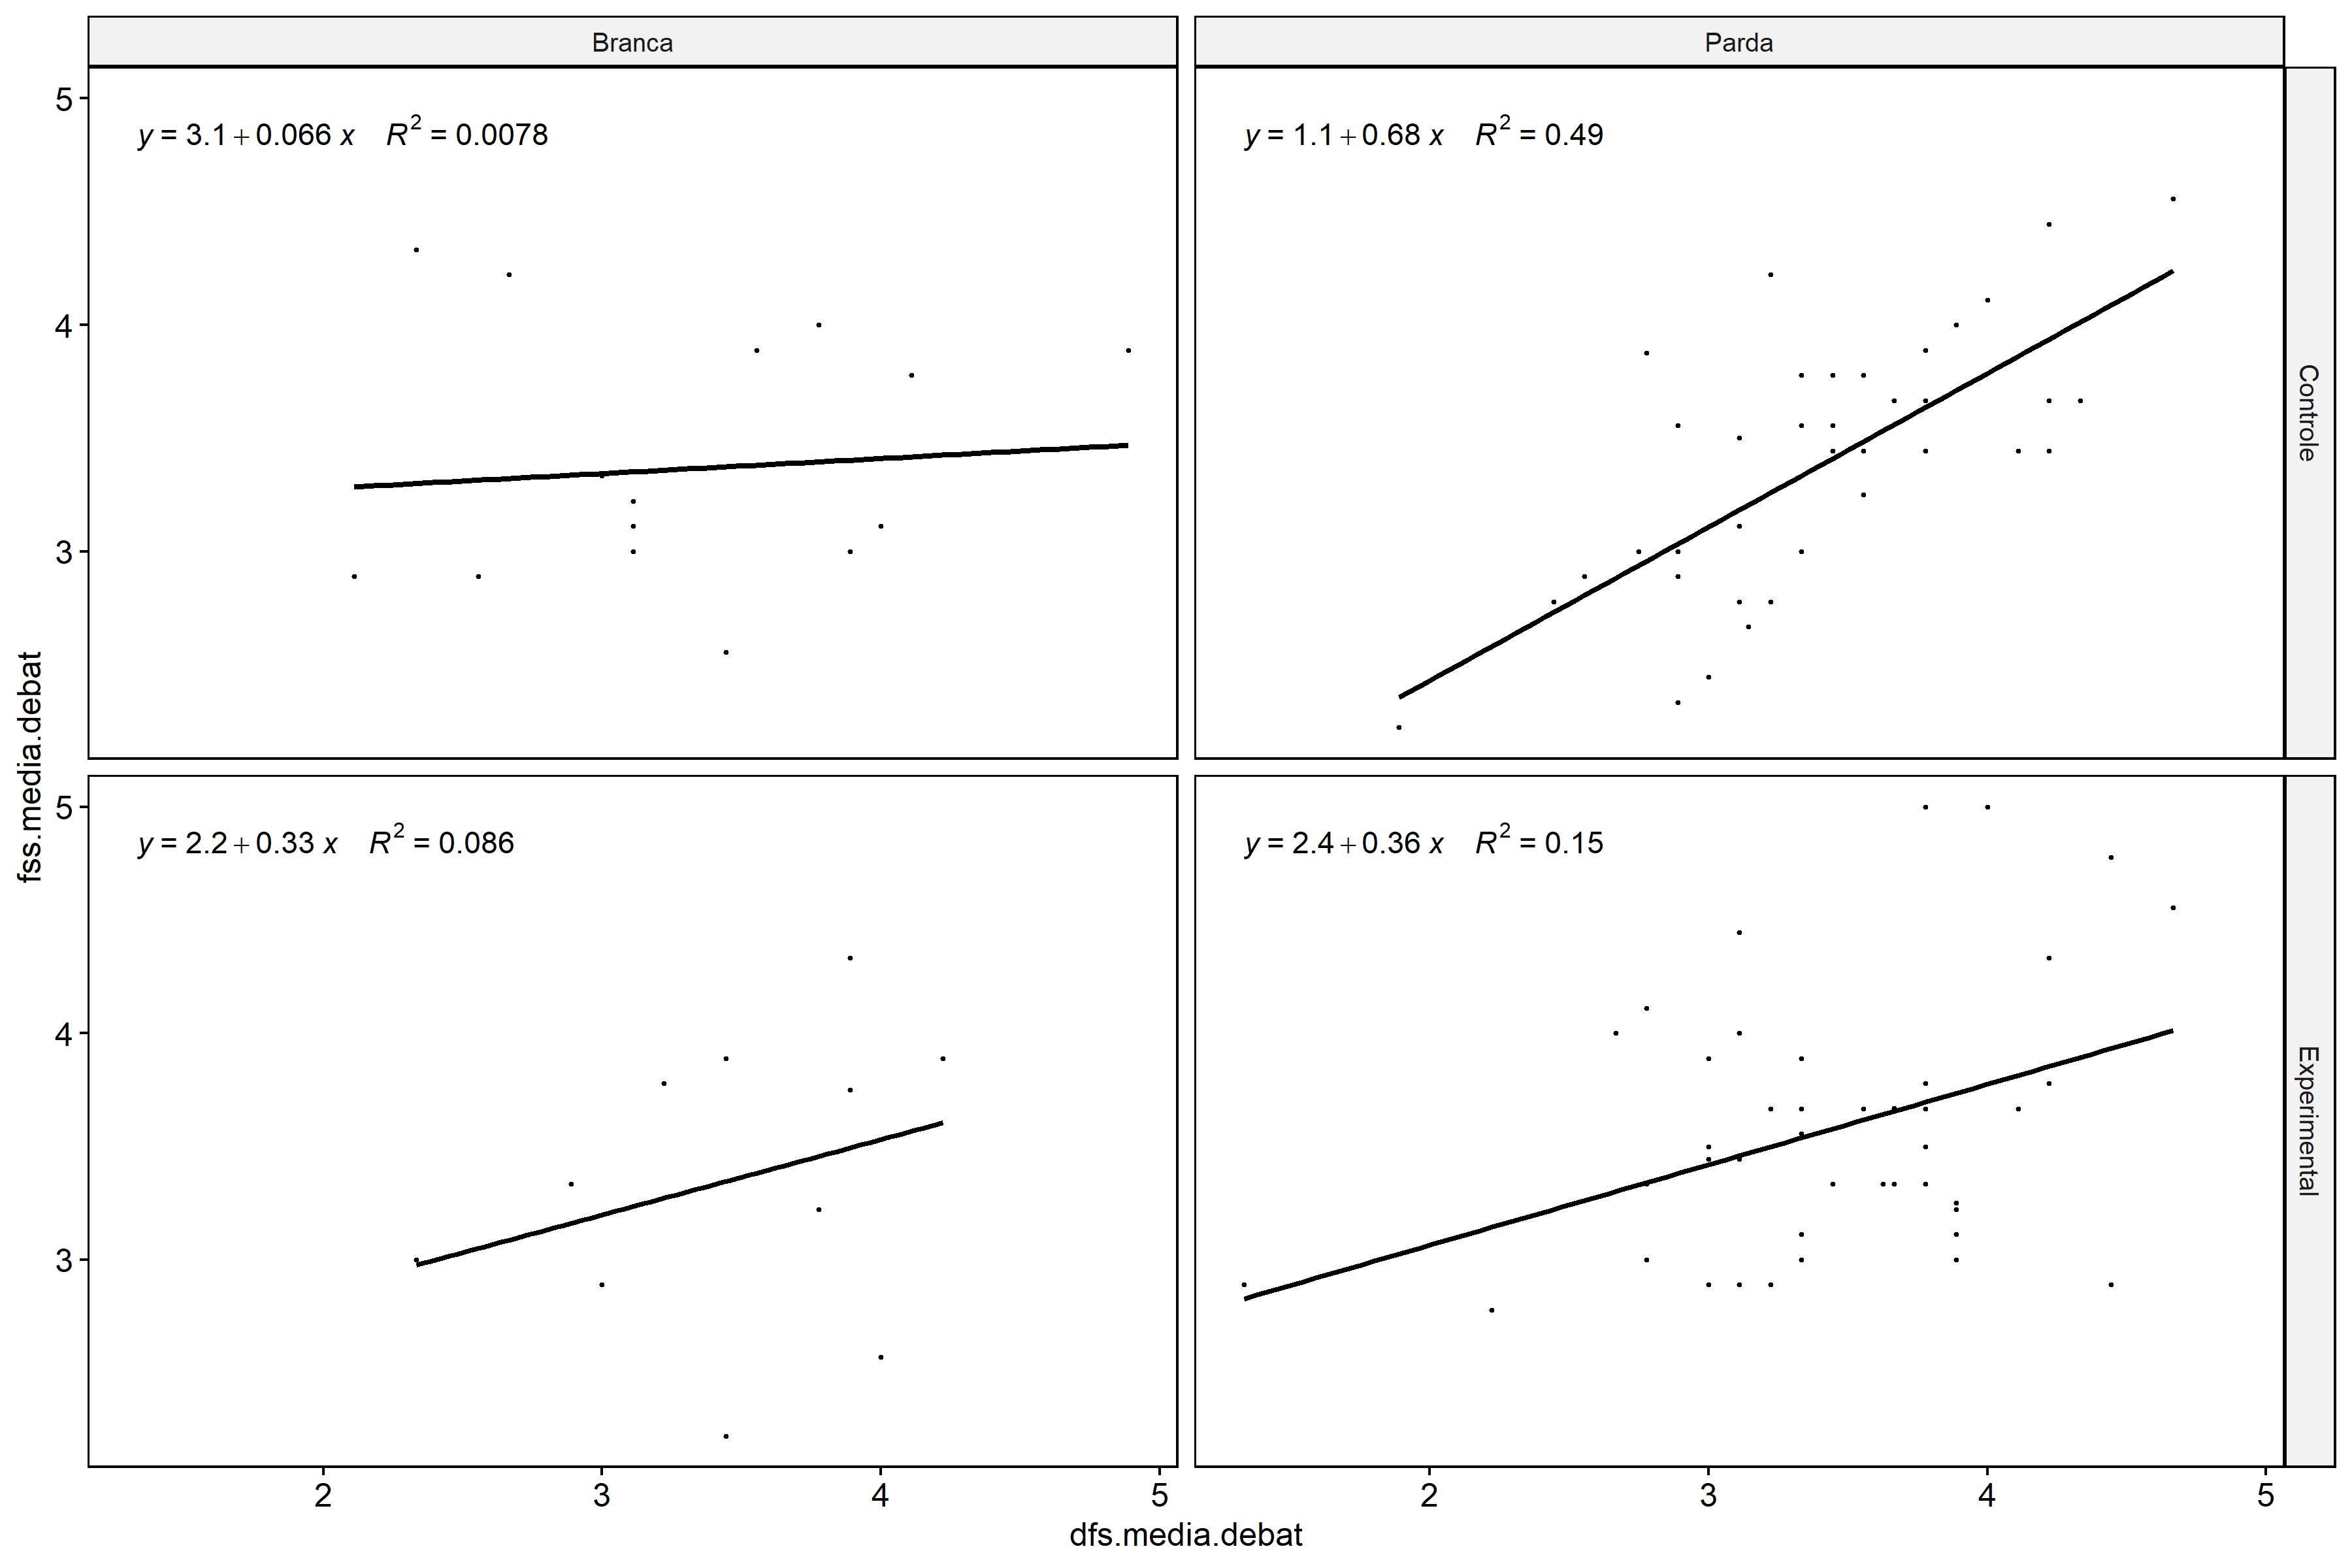 Branca
Parda
5
y = 3.1 + 0.066 x R² = 0.0078
y = 1.1 + 0.68 x R² = 0.49
4
3
Controle
fss.media.debat
5
y = 2.2 + 0.33 x R² = 0.086
y = 2.4 + 0.36 x R² = 0.15
4
3
Experimental
2 3 4 5 2 3 4 5
dfs.media.debat